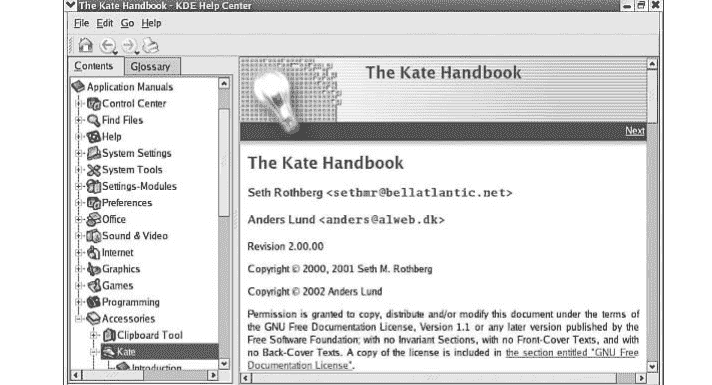 The Kate Handbook - KDE Help Center
File Edit Go Help
Contents Glossary
Application Manuals
Control Center
Find Files
Help
System Settings
System Tools
Settings-Modules
Preferences
Office
Sound & Video
Internet
Graphics
Games
Programming
Accessories
Clipboard Tool
Kate
Introduction
The Kate Handbook
Next
The Kate Handbook
Seth Rothberg <sethmr@bellatlantic.net>
Anders Lund <anders@alweb.dk>
Revision 2.00.00
Copyright © 2000, 2001 Seth M. Rothberg
Copyright © 2002 Anders Lund
Permission is granted to copy, distribute and/or modify this document under the terms of
the GNU Free Documentation License, Version 1.1 or any later version published by the
Free Software Foundation; with no Invariant Sections, with no Front-Cover Texts, and with
no Back-Cover Texts. A copy of the license is included in the section entitled "GNU Free
Documentation License".